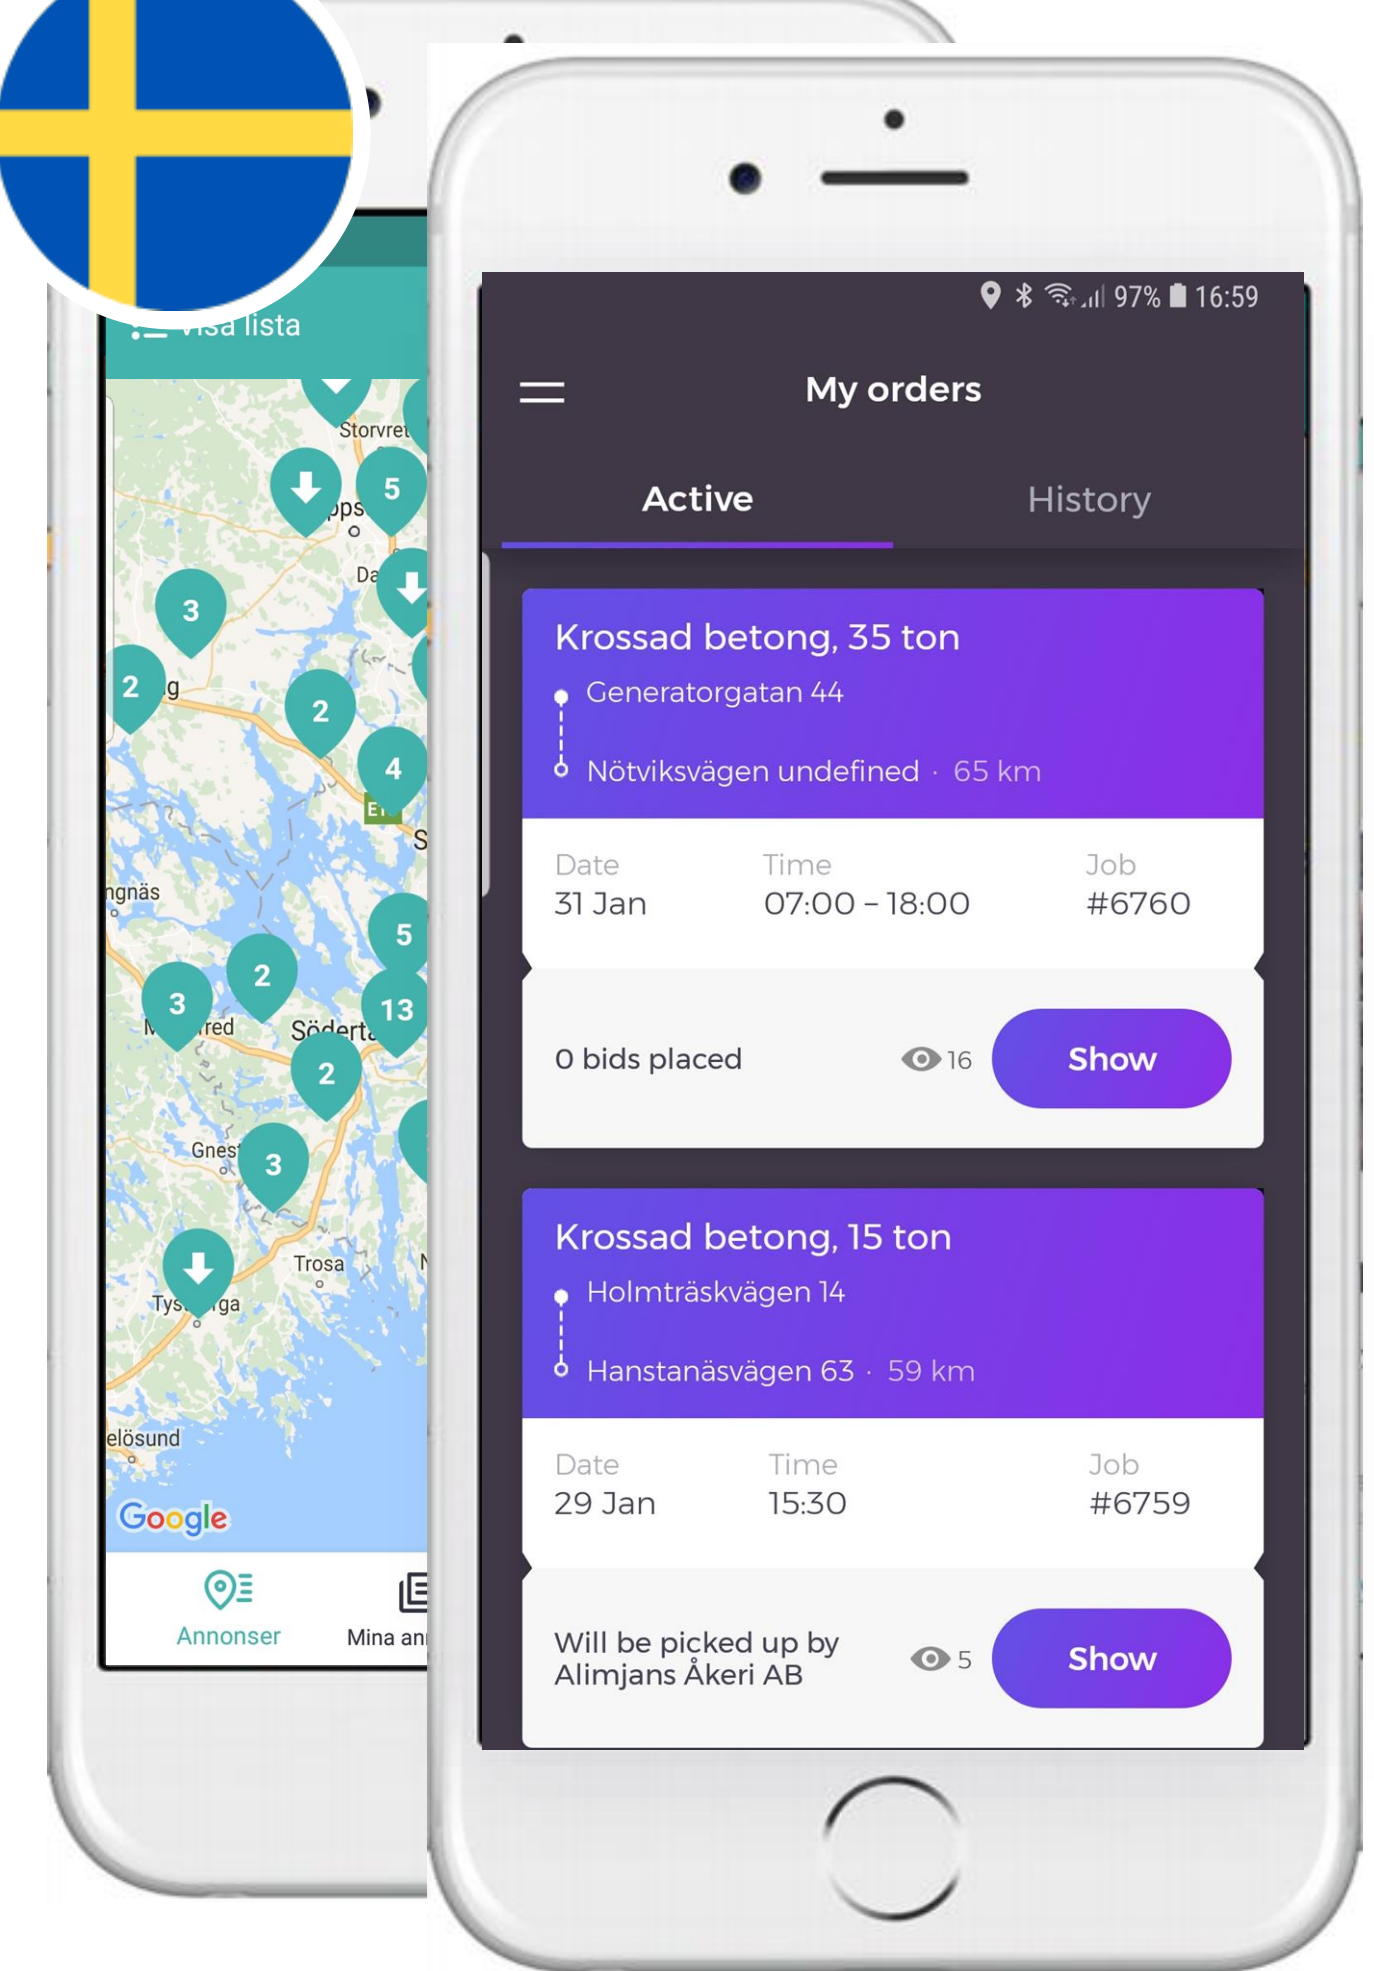 Visa lista
Storvret
5
3
2
2
4
5
2
3
13
2
Gnes
3
Trosa
elösund
Google
Annonser
Mina an
97% 16:59
My orders
Active
History
Krossad betong, 35 ton
Generatorgatan 44
Nötviksvägen undefined · 65 km
Date Time Job
31 Jan 07:00 – 18:00 #6760
0 bids placed 16 Show
Krossad betong, 15 ton
Holmträskvägen 14
Hanstanäsvägen 63 · 59 km
Date Time Job
29 Jan 15:30 #6759
Will be picked up by
Alimjans Åkeri AB
5 Show